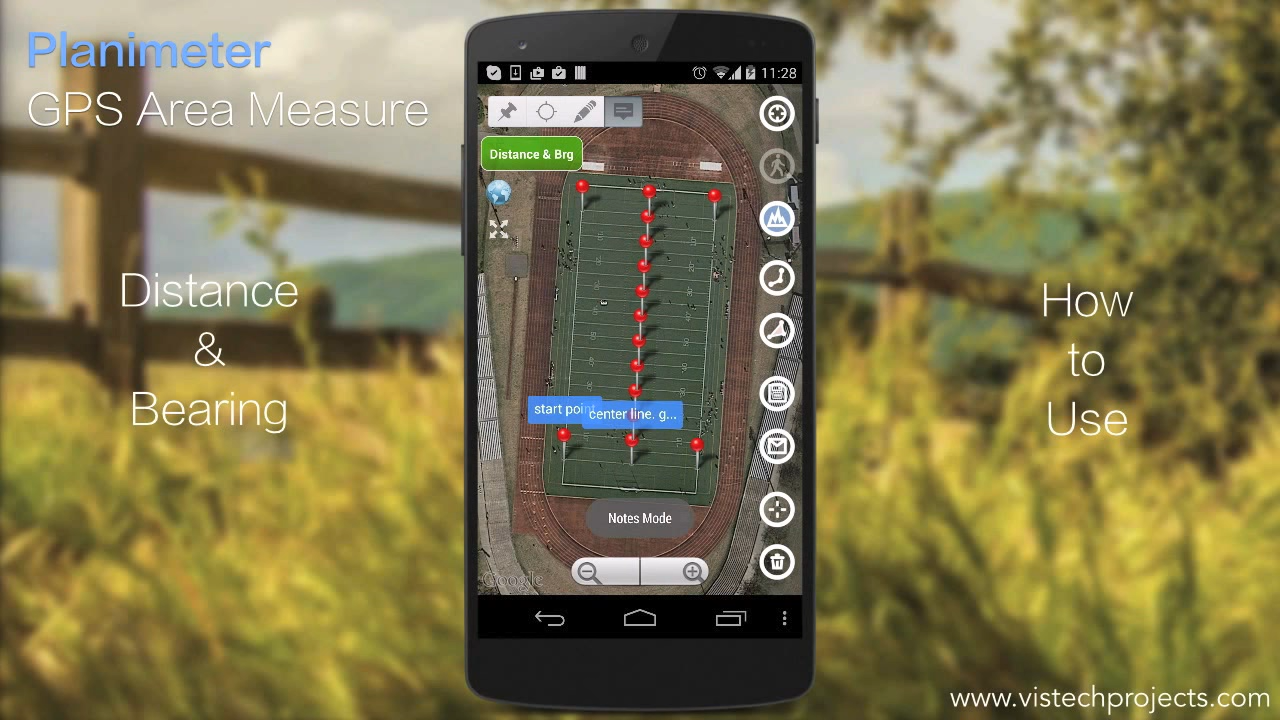 Planimeter
GPS Area Measure
Distance
&
Bearing
11:28
Distance & Brg
start poin
center line. g...
Notes Mode
Google
How
to
Use
www.vistechprojects.com